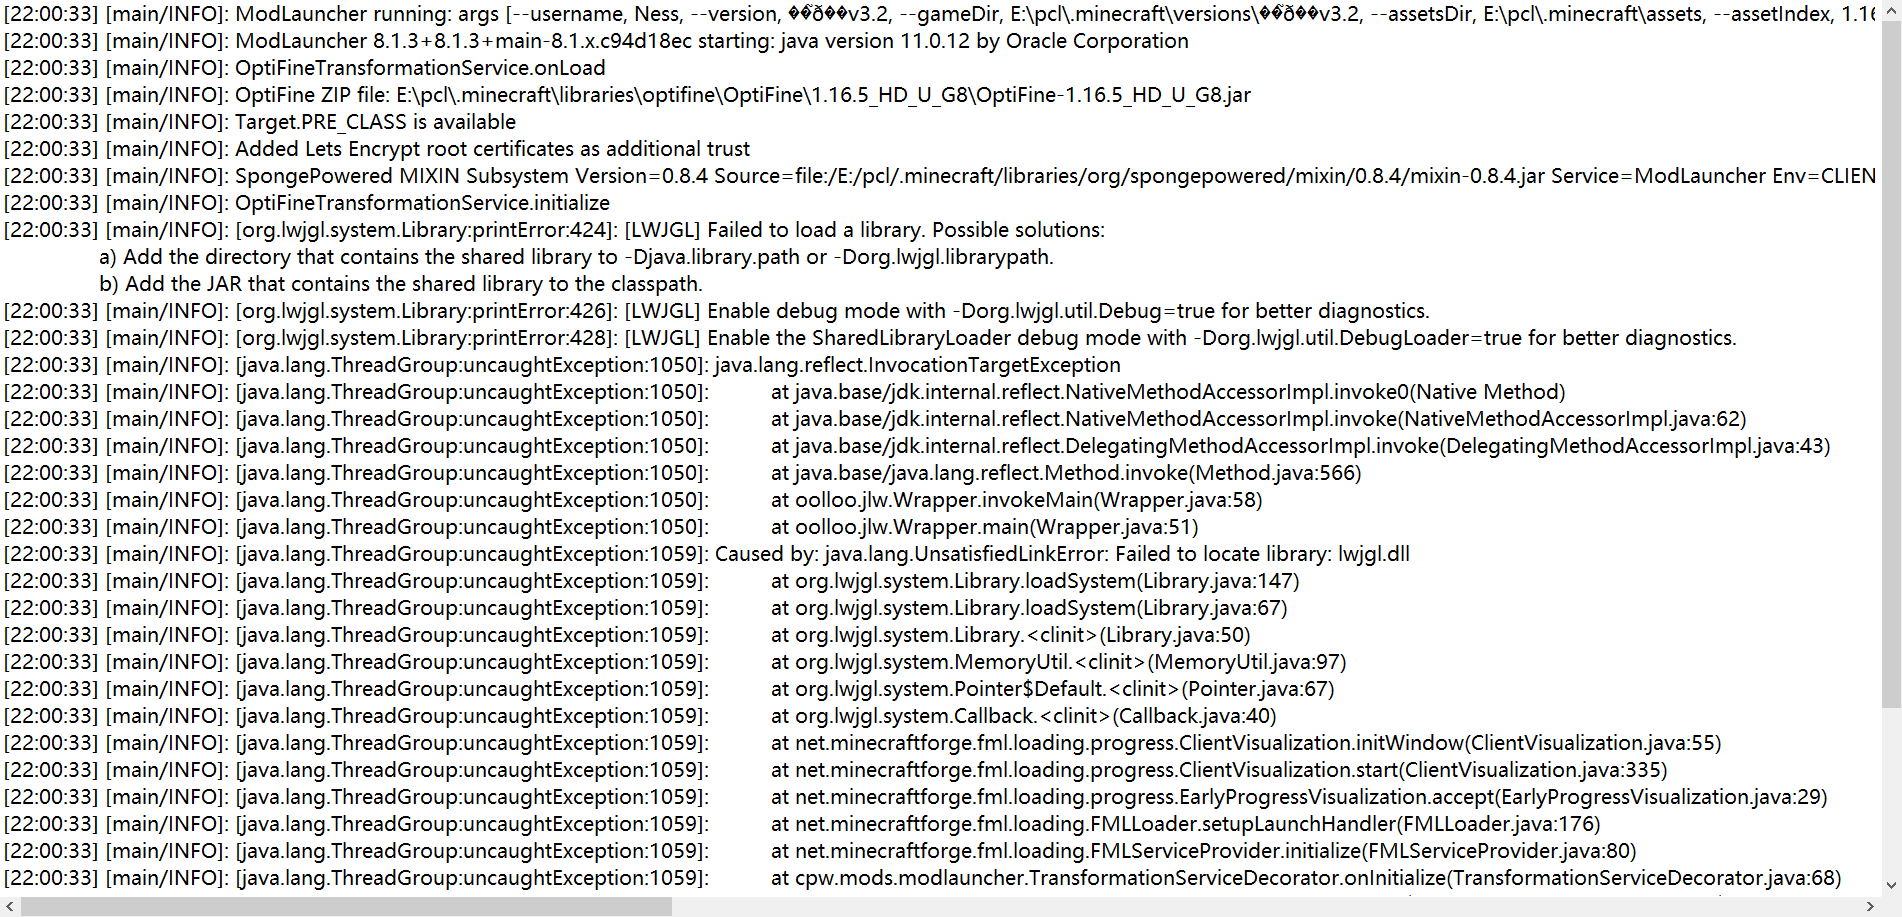 [22:00:33] [main/INFO]: ModLauncher running: args [--username, Ness, --version, ��ð��v3.2, --gameDir, E:\pcl\.minecraft\versions\��ð��v3.2, --assetsDir, E:\pcl\.minecraft\assets, --assetIndex, 1.16
[22:00:33] [main/INFO]: ModLauncher 8.1.3+8.1.3+main-8.1.x.c94d18ec starting: java version 11.0.12 by Oracle Corporation
[22:00:33] [main/INFO]: OptiFineTransformationService.onLoad
[22:00:33] [main/INFO]: OptiFine ZIP file: E:\pcl\.minecraft\libraries\optifine\OptiFine\1.16.5_HD_U_G8\OptiFine-1.16.5_HD_U_G8.jar
[22:00:33] [main/INFO]: Target.PRE_CLASS is available
[22:00:33] [main/INFO]: Added Lets Encrypt root certificates as additional trust
[22:00:33] [main/INFO]: SpongePowered MIXIN Subsystem Version=0.8.4 Source=file:/E:/pcl/.minecraft/libraries/org/spongepowered/mixin/0.8.4/mixin-0.8.4.jar Service=ModLauncher Env=CLIEN
[22:00:33] [main/INFO]: OptiFineTransformationService.initialize
[22:00:33] [main/INFO]: [org.lwjgl.system.Library:printError:424]: [LWJGL] Failed to load a library. Possible solutions:
a) Add the directory that contains the shared library to -Djava.library.path or -Dorg.lwjgl.librarypath.
b) Add the JAR that contains the shared library to the classpath.
[22:00:33] [main/INFO]: [org.lwjgl.system.Library:printError:426]: [LWJGL] Enable debug mode with -Dorg.lwjgl.util.Debug=true for better diagnostics.
[22:00:33] [main/INFO]: [org.lwjgl.system.Library:printError:428]: [LWJGL] Enable the SharedLibraryLoader debug mode with -Dorg.lwjgl.util.DebugLoader=true for better diagnostics.
[22:00:33] [main/INFO]: [java.lang.ThreadGroup:uncaughtException:1050]: java.lang.reflect.InvocationTargetException
[22:00:33] [main/INFO]: [java.lang.ThreadGroup:uncaughtException:1050]: at java.base/jdk.internal.reflect.NativeMethodAccessorImpl.invoke0(Native Method)
[22:00:33] [main/INFO]: [java.lang.ThreadGroup:uncaughtException:1050]: at java.base/jdk.internal.reflect.NativeMethodAccessorImpl.invoke(NativeMethodAccessorImpl.java:62)
[22:00:33] [main/INFO]: [java.lang.ThreadGroup:uncaughtException:1050]: at java.base/jdk.internal.reflect.DelegatingMethodAccessorImpl.invoke(DelegatingMethodAccessorImpl.java:43)
[22:00:33] [main/INFO]: [java.lang.ThreadGroup:uncaughtException:1050]: at java.base/java.lang.reflect.Method.invoke(Method.java:566)
[22:00:33] [main/INFO]: [java.lang.ThreadGroup:uncaughtException:1050]: at oolloo.jlw.Wrapper.invokeMain(Wrapper.java:58)
[22:00:33] [main/INFO]: [java.lang.ThreadGroup:uncaughtException:1050]: at oolloo.jlw.Wrapper.main(Wrapper.java:51)
[22:00:33] [main/INFO]: [java.lang.ThreadGroup:uncaughtException:1059]: Caused by: java.lang.UnsatisfiedLinkError: Failed to locate library: lwjgl.dll
[22:00:33] [main/INFO]: [java.lang.ThreadGroup:uncaughtException:1059]: at org.lwjgl.system.Library.loadSystem(Library.java:147)
[22:00:33] [main/INFO]: [java.lang.ThreadGroup:uncaughtException:1059]: at org.lwjgl.system.Library.loadSystem(Library.java:67)
[22:00:33] [main/INFO]: [java.lang.ThreadGroup:uncaughtException:1059]: at org.lwjgl.system.Library.<clinit>(Library.java:50)
[22:00:33] [main/INFO]: [java.lang.ThreadGroup:uncaughtException:1059]: at org.lwjgl.system.MemoryUtil.<clinit>(MemoryUtil.java:97)
[22:00:33] [main/INFO]: [java.lang.ThreadGroup:uncaughtException:1059]: at org.lwjgl.system.Pointer$Default.<clinit>(Pointer.java:67)
[22:00:33] [main/INFO]: [java.lang.ThreadGroup:uncaughtException:1059]: at org.lwjgl.system.Callback.<clinit>(Callback.java:40)
[22:00:33] [main/INFO]: [java.lang.ThreadGroup:uncaughtException:1059]: at net.minecraftforge.fml.loading.progress.ClientVisualization.initWindow(ClientVisualization.java:55)
[22:00:33] [main/INFO]: [java.lang.ThreadGroup:uncaughtException:1059]: at net.minecraftforge.fml.loading.progress.ClientVisualization.start(ClientVisualization.java:335)
[22:00:33] [main/INFO]: [java.lang.ThreadGroup:uncaughtException:1059]: at net.minecraftforge.fml.loading.progress.EarlyProgressVisualization.accept(EarlyProgressVisualization.java:29)
[22:00:33] [main/INFO]: [java.lang.ThreadGroup:uncaughtException:1059]: at net.minecraftforge.fml.loading.FMLLoader.setupLaunchHandler(FMLLoader.java:176)
[22:00:33] [main/INFO]: [java.lang.ThreadGroup:uncaughtException:1059]: at net.minecraftforge.fml.loading.FMLServiceProvider.initialize(FMLServiceProvider.java:80)
[22:00:33] [main/INFO]: [java.lang.ThreadGroup:uncaughtException:1059]: at cpw.mods.modlauncher.TransformationServiceDecorator.onInitialize(TransformationServiceDecorator.java:68)